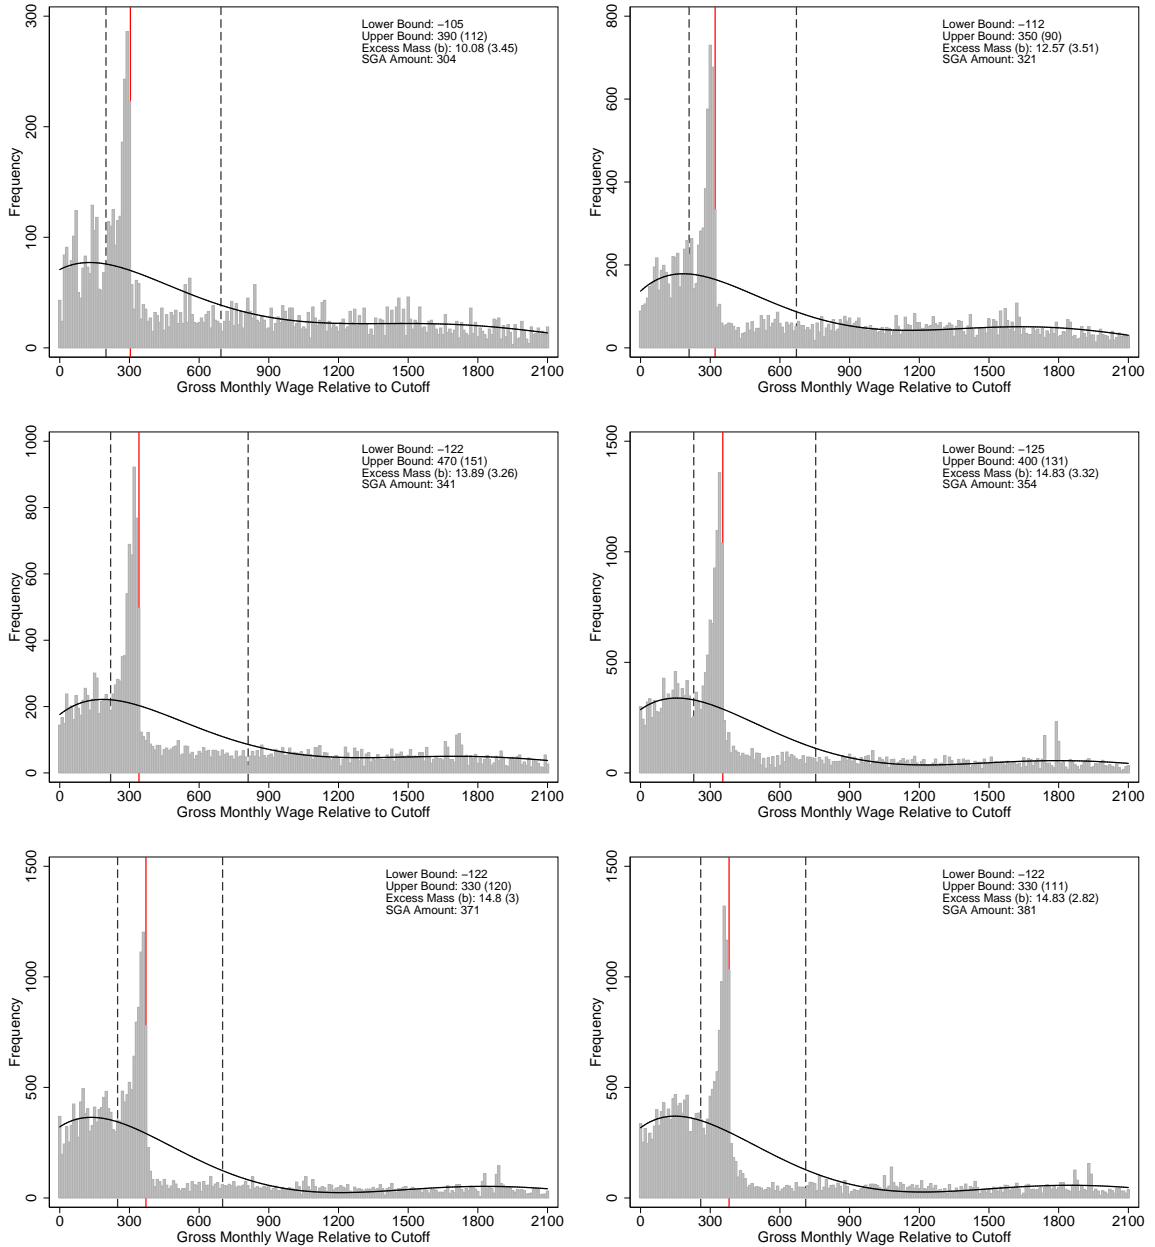 Lower Bound: −105
Upper Bound: 390 (112)
Excess Mass (b): 10.08 (3.45)
SGA Amount: 304
Frequency
300
200
100
0
0 300 600 900 1200 1500 1800 2100
Gross Monthly Wage Relative to Cutoff
Lower Bound: −112
Upper Bound: 350 (90)
Excess Mass (b): 12.57 (3.51)
SGA Amount: 321
Frequency
800
600
400
200
0
0 300 600 900 1200 1500 1800 2100
Gross Monthly Wage Relative to Cutoff
Lower Bound: −122
Upper Bound: 470 (151)
Excess Mass (b): 13.89 (3.26)
SGA Amount: 341
Frequency
1000
800
600
400
200
0
0 300 600 900 1200 1500 1800 2100
Gross Monthly Wage Relative to Cutoff
Lower Bound: −125
Upper Bound: 400 (131)
Excess Mass (b): 14.83 (3.32)
SGA Amount: 354
Frequency
1500
1000
500
0
0 300 600 900 1200 1500 1800 2100
Gross Monthly Wage Relative to Cutoff
Lower Bound: −122
Upper Bound: 330 (120)
Excess Mass (b): 14.8 (3)
SGA Amount: 371
Frequency
1500
1000
500
0
0 300 600 900 1200 1500 1800 2100
Gross Monthly Wage Relative to Cutoff
Lower Bound: −122
Upper Bound: 330 (111)
Excess Mass (b): 14.83 (2.82)
SGA Amount: 381
Frequency
1500
1000
500
0
0 300 600 900 1200 1500 1800 2100
Gross Monthly Wage Relative to Cutoff